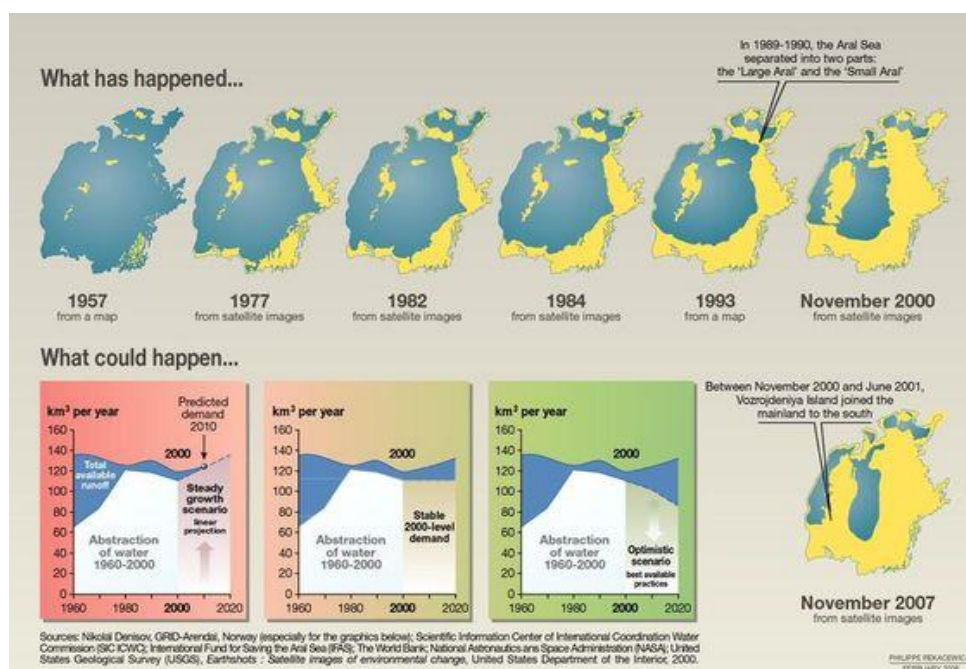 What has happened...
In 1989-1990, the Aral Sea
separated into two parts:
the 'Large Aral' and the 'Small Aral'
1957
from a map
1977
from satellite images
1982
from satellite images
1984
from satellite images
1993
from a map
November 2000
from satellite images
What could happen...
km³ per year
Predicted
demand
2010
160
140
120
100
80
60
40
20
0
2000
Total
available
runoff
Steady
growth
scenario
linear
projection
Abstraction
of water
1960-2000
1960
1980
2000
2020
km³ per year
160
140
120
100
80
60
40
20
0
2000
Stable
2000-level
demand
Abstraction of
water
1960-2000
1960
1980
2000
2020
km³ per year
160
140
120
100
80
60
40
20
0
2000
Abstraction of
water
1960-2000
Optimistic
scenario
best available
practices
1960
1980
2000
2020
Between November 2000 and June 2001,
Vozrojdeniya Island joined the
mainland to the south
November 2007
from satellite images
Sources: Nikolaï Denisov, GRID-Arendal, Norway (especially for the graphics below); Scientific Information Center of International Coordination Water
Commission (SIC ICWC); International Fund for Saving the Aral Sea (IFAS); The World Bank; National Astronautics ans Space Administration (NASA); United
States Geological Survey (USGS), Earthshots : Satellite images of environmental change, United States Department of the Interior, 2000.
PHILIPPE REKACEWICZ
FEBRUARY 2008